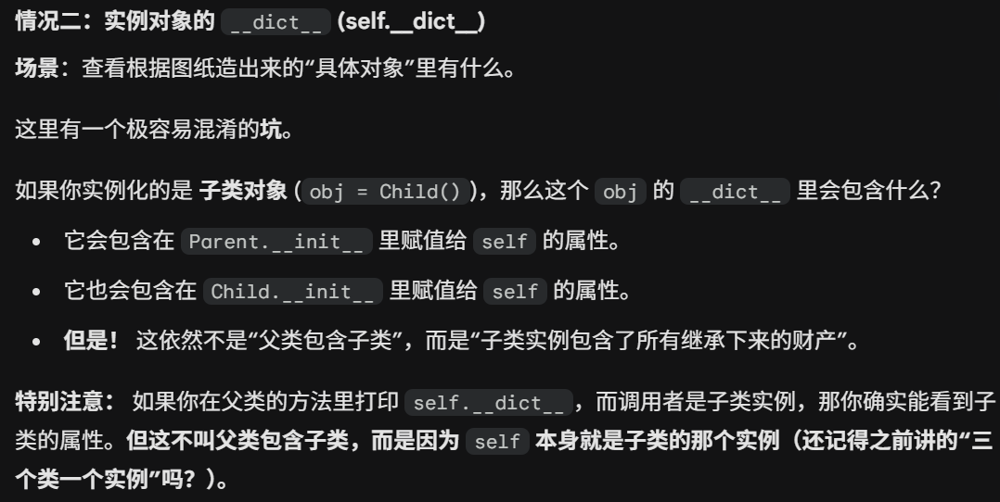 情况二：实例对象的 __dict__ (self.__dict__)
场景：查看根据图纸造出来的“具体对象”里有什么。
这里有一个极容易混淆的坑。
如果你实例化的是 子类对象 (obj = Child())，那么这个 obj 的 __dict__ 里会包含什么？
• 它会包含在 Parent.__init__ 里赋值给 self 的属性。
• 它也会包含在 Child.__init__ 里赋值给 self 的属性。
• 但是！ 这依然不是“父类包含子类”，而是“子类实例包含了所有继承下来的财产”。
特别注意： 如果你在父类的方法里打印 self.__dict__，而调用者是子类实例，那你确实能看到子
类的属性。但这不叫父类包含子类，而是因为 self 本身就是子类的那个实例（还记得之前讲的“三
个类一个实例”吗？）。